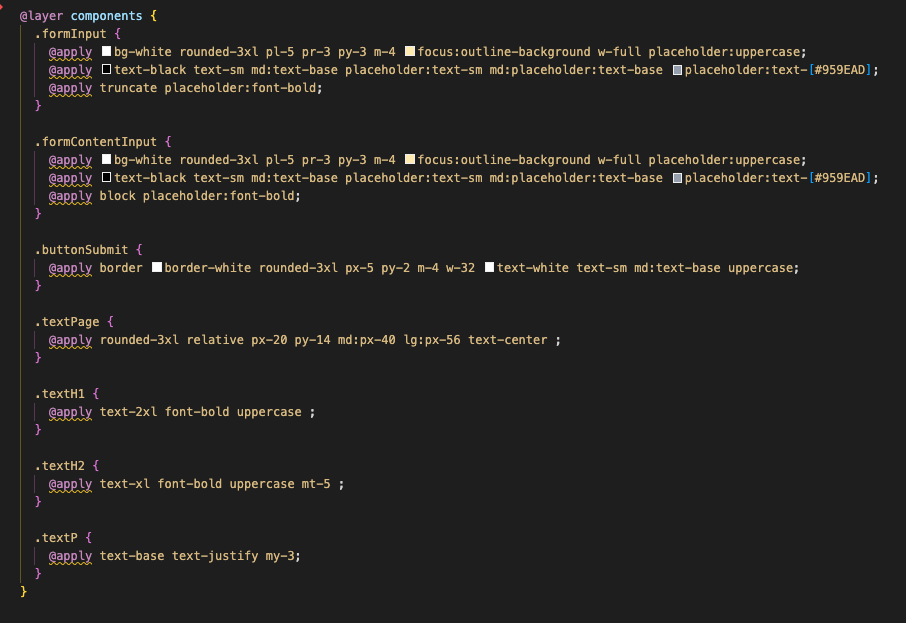 @layer components {
.formInput {
@apply bg-white rounded-3xl pl-5 pr-3 py-3 m-4 focus:outline-background w-full placeholder:uppercase;
@apply text-black text-sm md:text-base placeholder:text-sm md:placeholder:text-base placeholder:text-[#959EAD];
@apply truncate placeholder:font-bold;
}
.formContentInput {
@apply bg-white rounded-3xl pl-5 pr-3 py-3 m-4 focus:outline-background w-full placeholder:uppercase;
@apply text-black text-sm md:text-base placeholder:text-sm md:placeholder:text-base placeholder:text-[#959EAD];
@apply block placeholder:font-bold;
}
.buttonSubmit {
@apply border border-white rounded-3xl px-5 py-2 m-4 w-32 text-white text-sm md:text-base uppercase;
}
.textPage {
@apply rounded-3xl relative px-20 py-14 md:px-40 lg:px-56 text-center ;
}
.textH1 {
@apply text-2xl font-bold uppercase ;
}
.textH2 {
@apply text-xl font-bold uppercase mt-5 ;
}
.textP {
@apply text-base text-justify my-3;
}
}